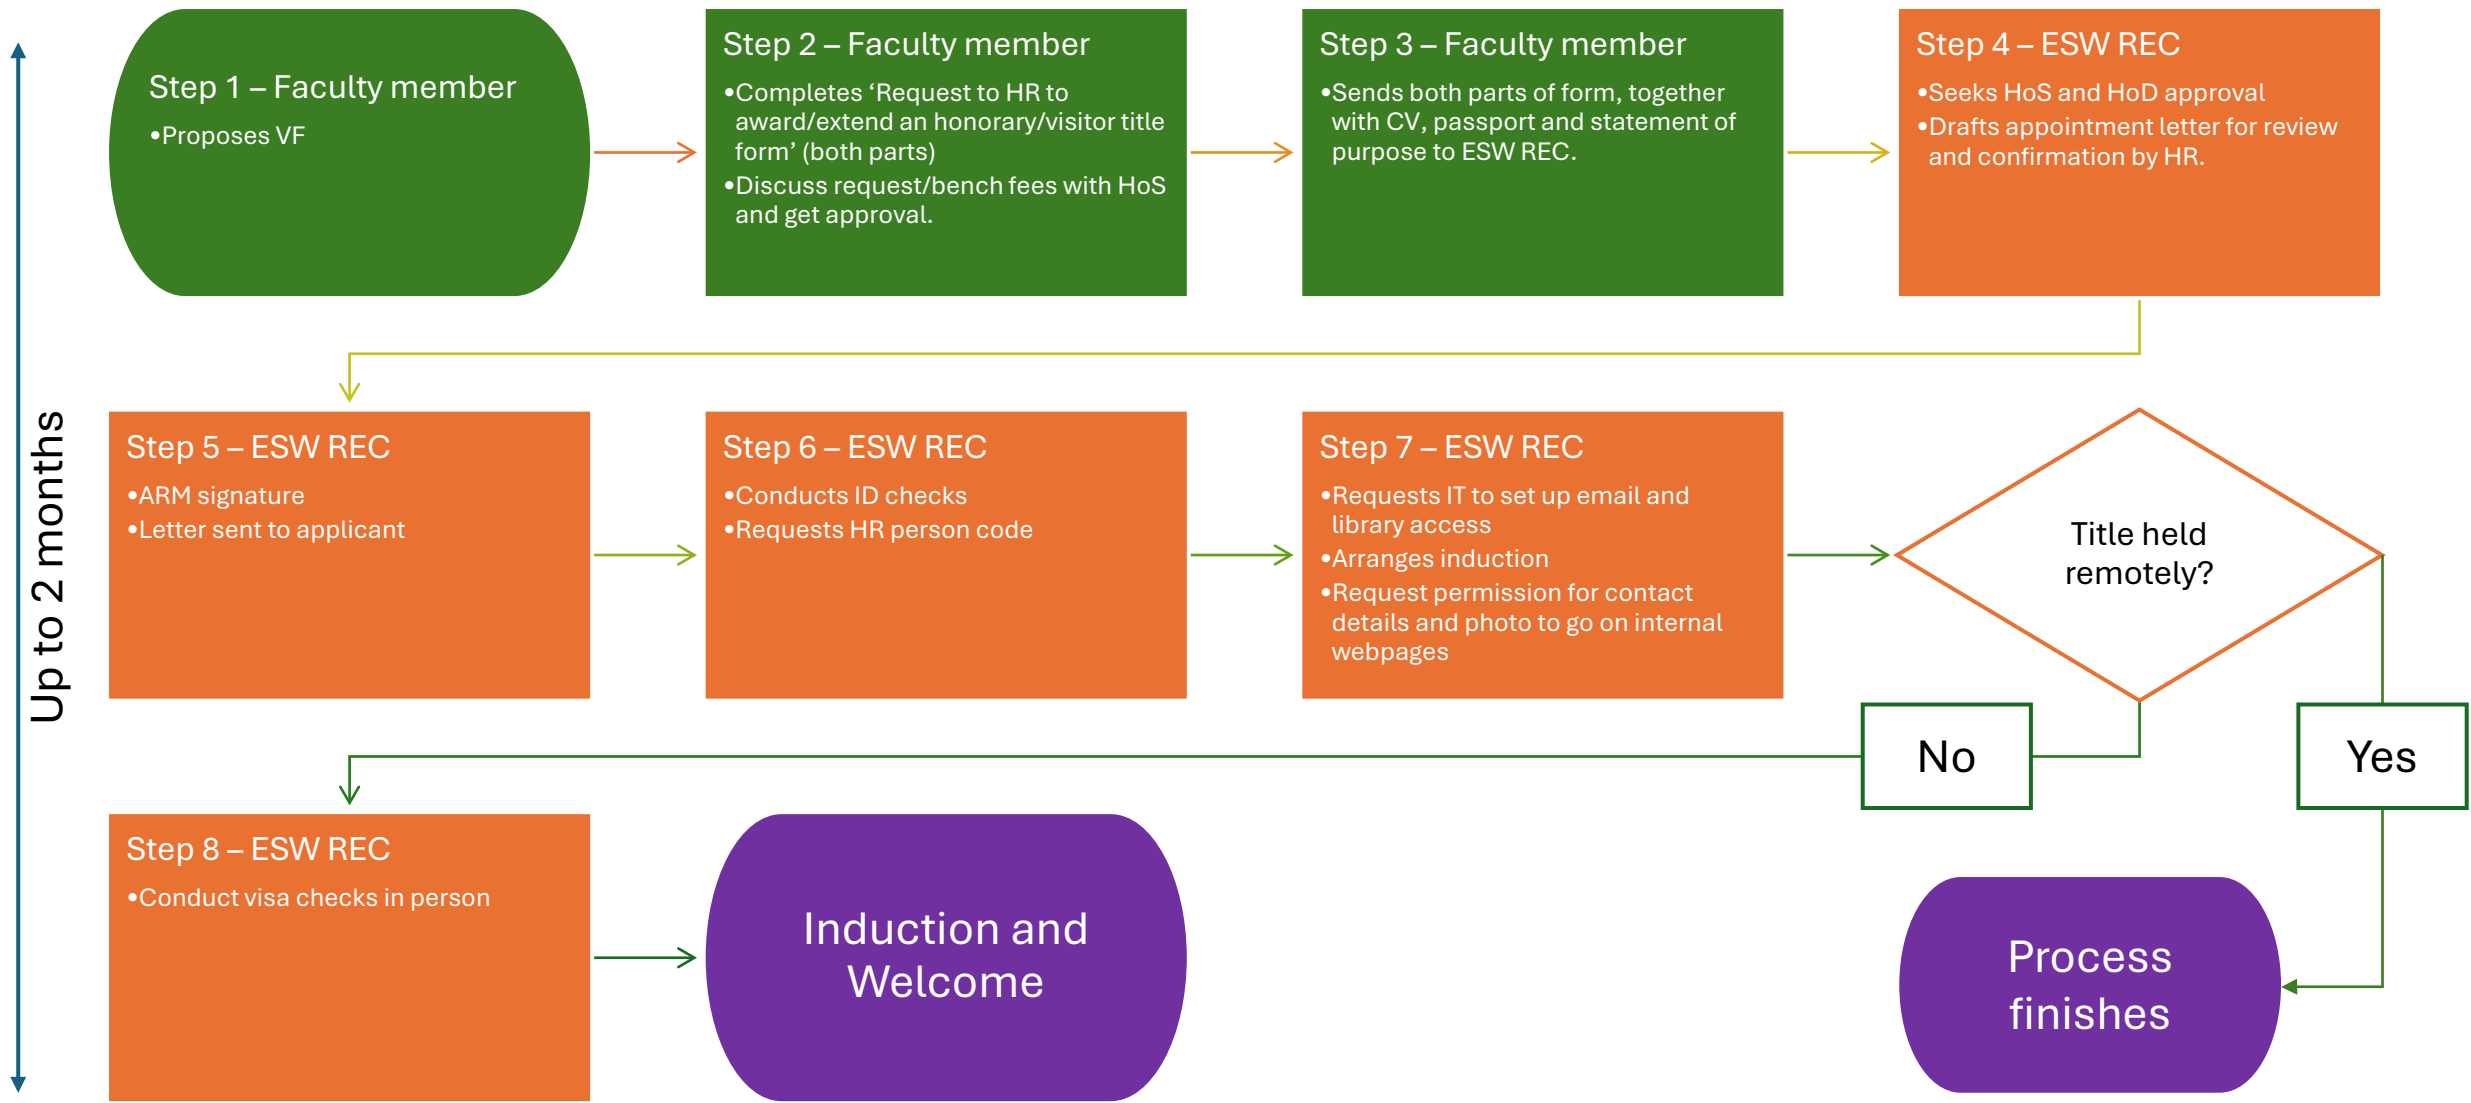 Step 1 – Faculty member
•Proposes VF
Step 2 – Faculty member
•Completes ‘Request to HR to
award/extend an honorary/visitor title
form’ (both parts)
•Discuss request/bench fees with HoS
and get approval.
Step 3 – Faculty member
•Sends both parts of form, together
with CV, passport and statement of
purpose to ESW REC.
Step 4 – ESW REC
•Seeks HoS and HoD approval
•Drafts appointment letter for review
and confirmation by HR.
Up to 2 months
Step 5 – ESW REC
•ARM signature
•Letter sent to applicant
Step 6 – ESW REC
•Conducts ID checks
•Requests HR person code
Step 7 – ESW REC
•Requests IT to set up email and
library access
•Arranges induction
•Request permission for contact
details and photo to go on internal
webpages
Title held
remotely?
No
Yes
Step 8 – ESW REC
•Conduct visa checks in person
Induction and
Welcome
Process
finishes